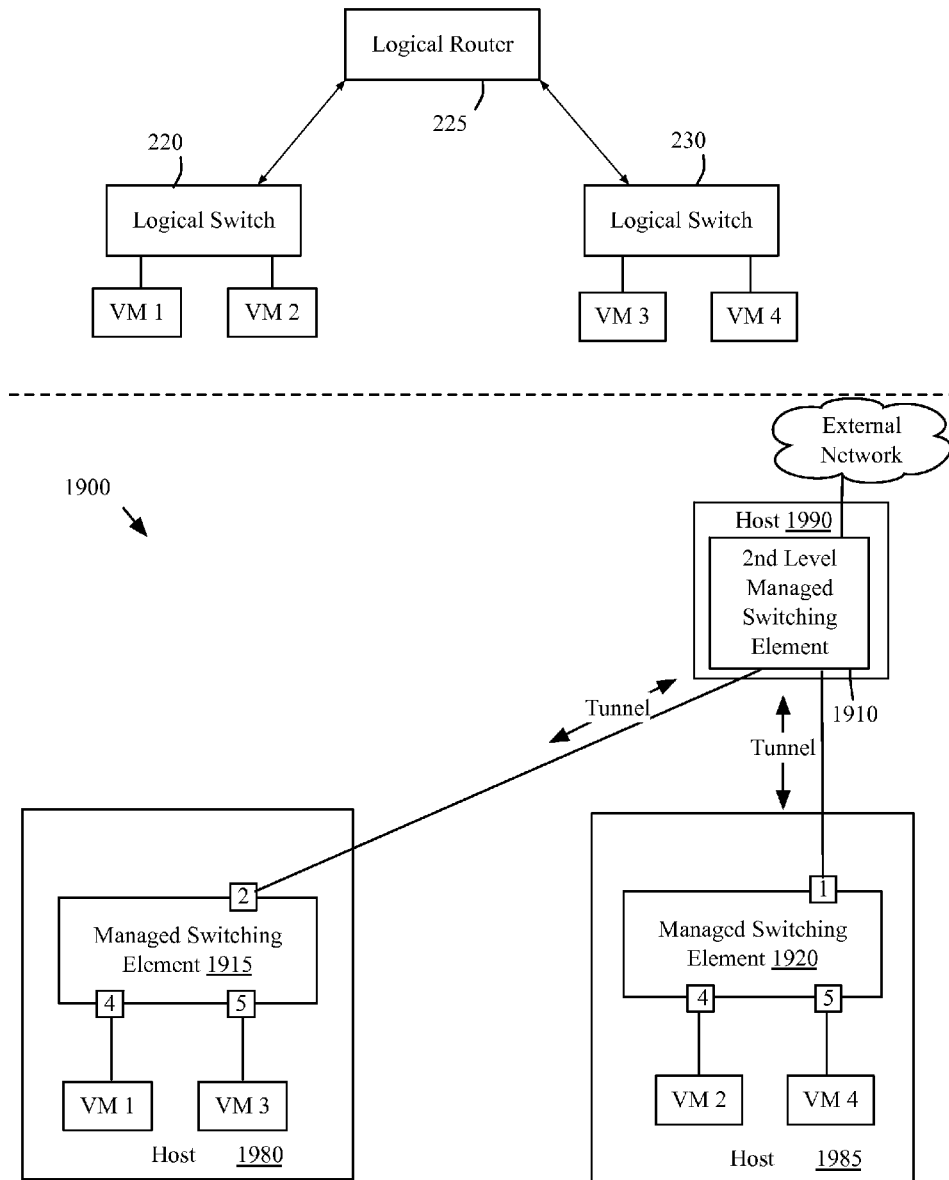 Logical Router
225
220
230
Logical Switch
Logical Switch
VM 1
VM 2
VM 3
VM 4
External
Network
1900
Host 1990
2nd Level
Managed
Switching
Element
Tunnel
1910
Tunnel
2
1
Managed Switching
Element 1915
Managed Switching
Element 1920
4
5
4
5
VM 1
VM 3
VM 2
VM 4
Host 1980
Host 1985